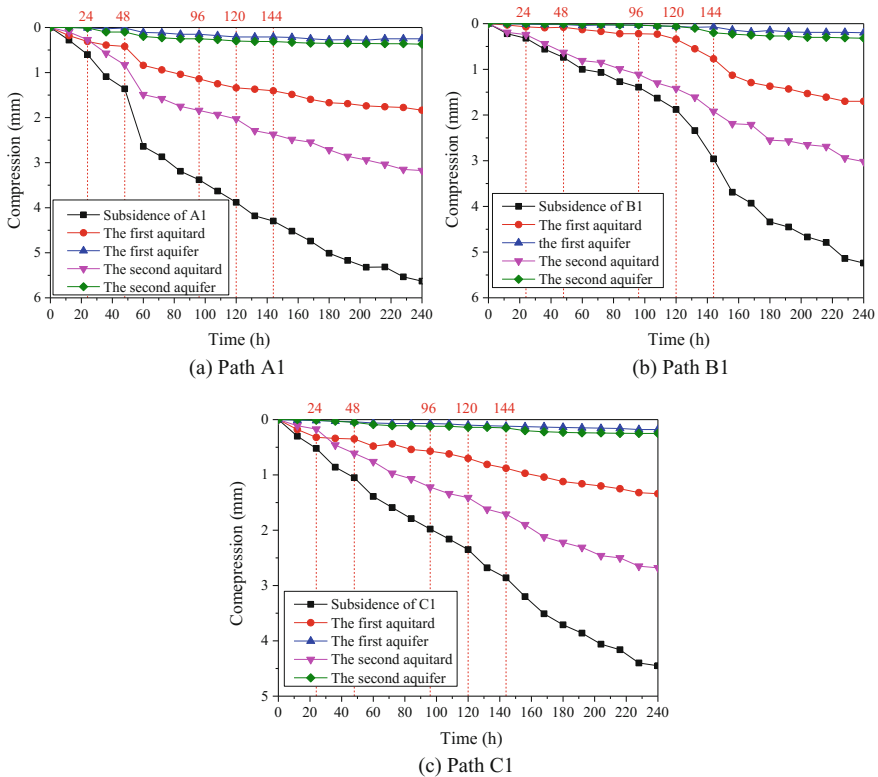 24 48 96 120 144
0
1
2
3
4
5
6
Compression (mm)
Subsidence of A1
The first aquitard
The first aquifer
The second aquitard
The second aquifer
0 20 40 60 80 100 120 140 160 180 200 220 240
Time (h)
(a) Path A1
24 48 96 120 144
0
1
2
3
4
5
6
Compression (mm)
Subsidence of B1
The first aquitard
the first aquifer
The second aquitard
The second aquifer
0 20 40 60 80 100 120 140 160 180 200 220 240
Time (h)
(b) Path B1
24 48 96 120 144
0
1
2
3
4
5
Comepression (mm)
Subsidence of C1
The first aquitard
The first aquifer
The second aquitard
The second aquifer
0 20 40 60 80 100 120 140 160 180 200 220 240
Time (h)
(c) Path C1